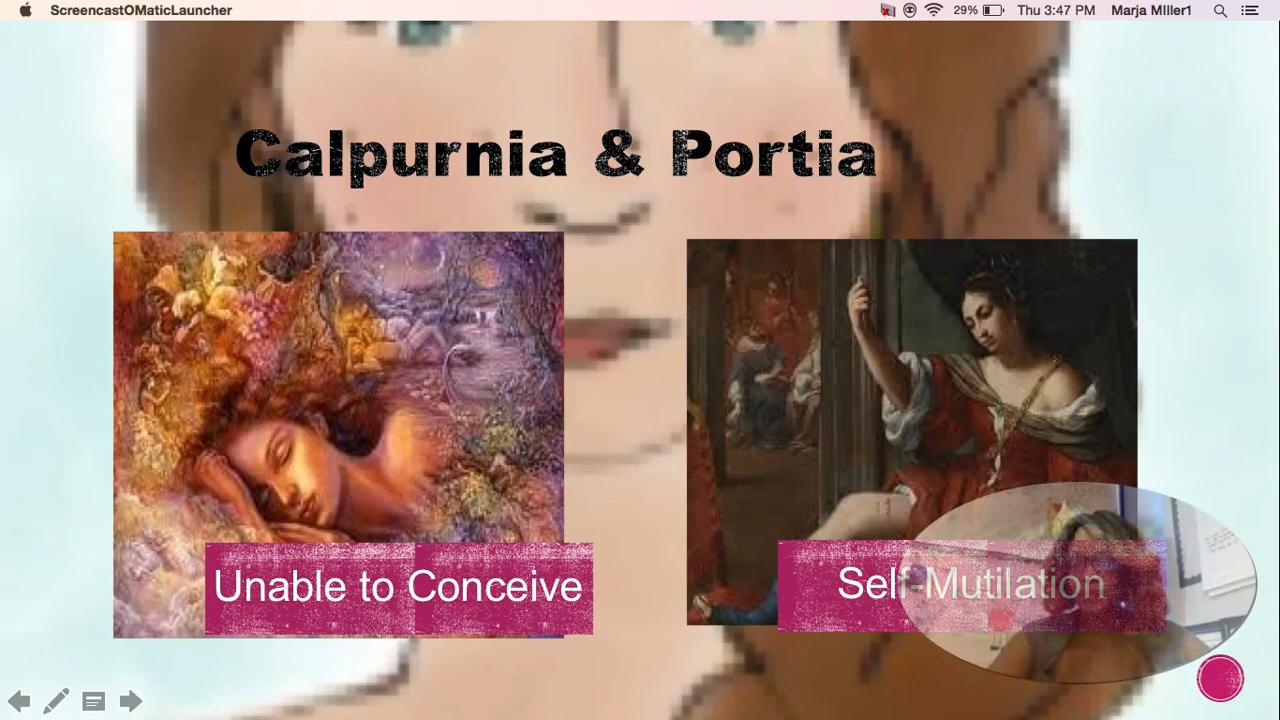 ScreencastOMaticLauncher
29%
Thu 3:47 PM
Marja MIller1
Calpurnia & Portia
Unable to Conceive
Self-Mutilation